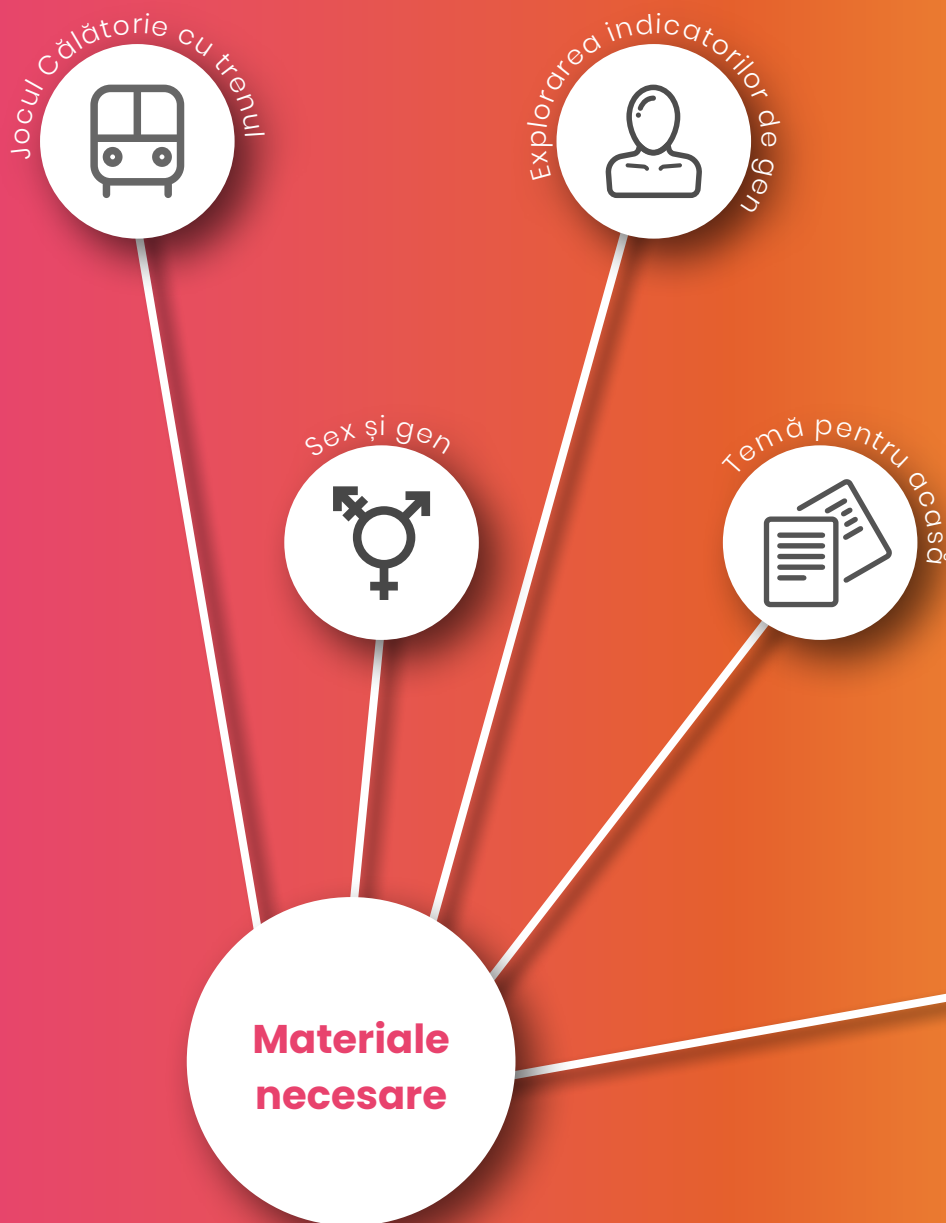 Jocul Călătorie cu trenul
Explorarea indicatorilor de gen
Sex și gen
Temă pentru acasă
Materiale
necesare